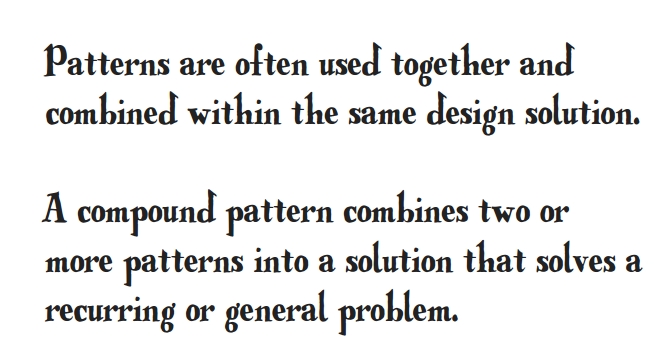 Patterns are often used together and
combined within the same design solution.
A compound pattern combines two or
more patterns into a solution that solves a
recurring or general problem.